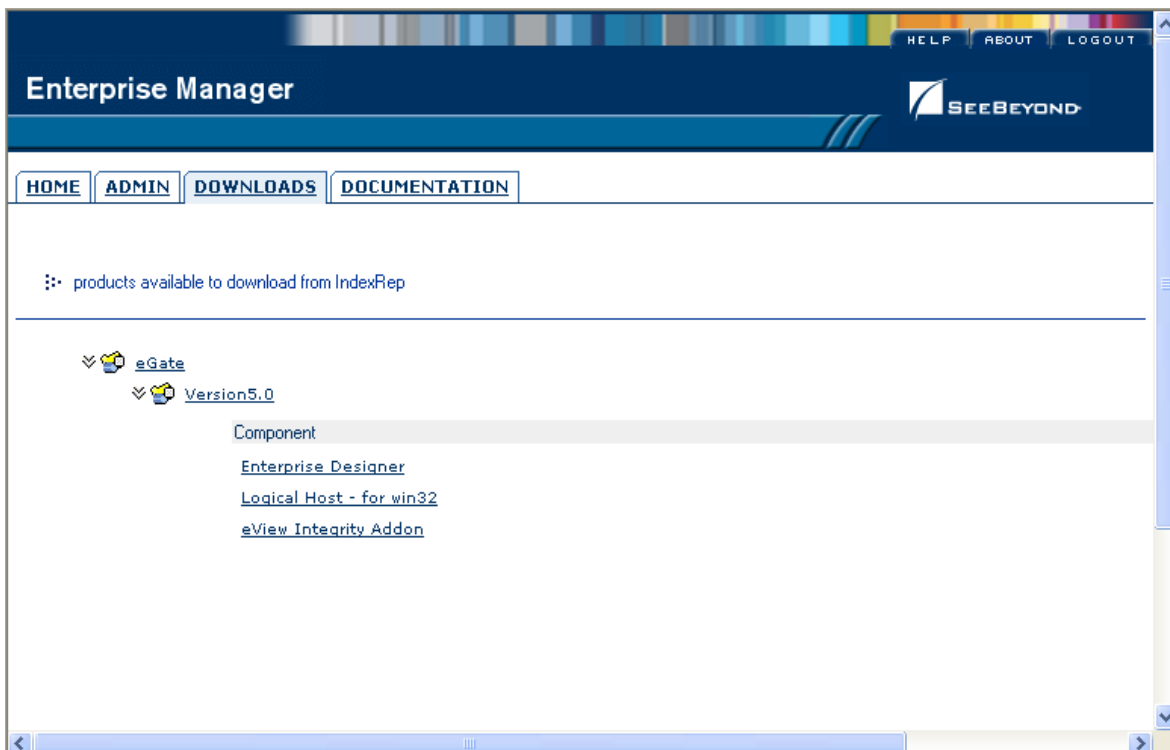 HELP ABOUT LOGOUT
Enterprise Manager
SEEBEYOND
HOME ADMIN DOWNLOADS DOCUMENTATION
products available to download from IndexRep
eGate
Version5.0
Component
Enterprise Designer
Logical Host - for win32
eView Integrity Addon